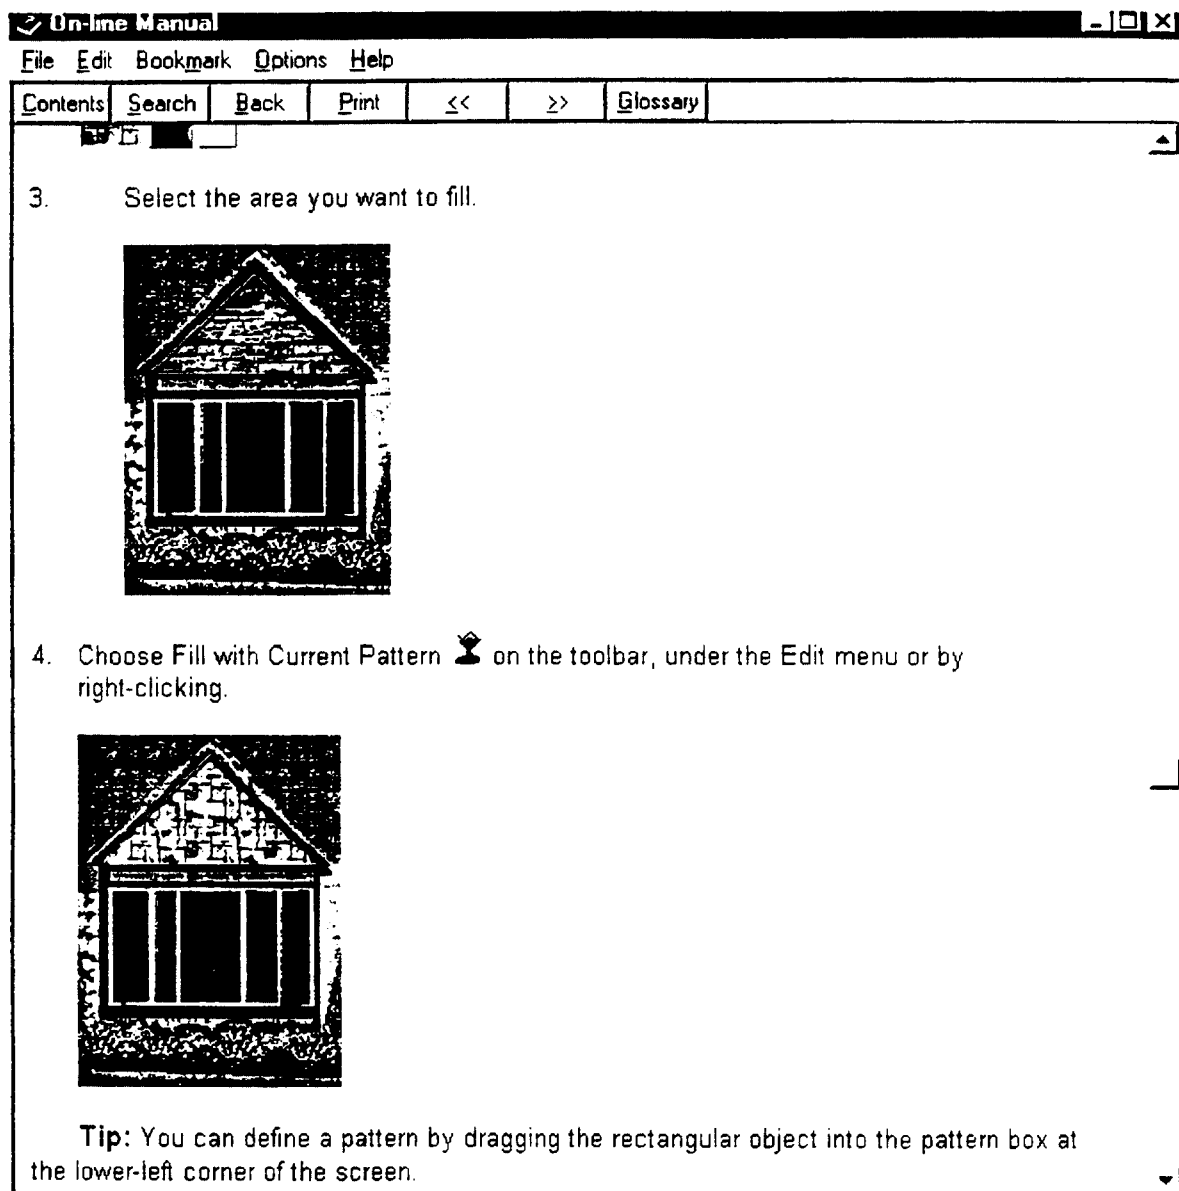 On-line Manual
File Edit Bookmark Options Help
Contents Search Back Print << >> Glossary
3. Select the area you want to fill.
4. Choose Fill with Current Pattern on the toolbar, under the Edit menu or by
right-clicking.
Tip: You can define a pattern by dragging the rectangular object into the pattern box at
the lower-left corner of the screen.